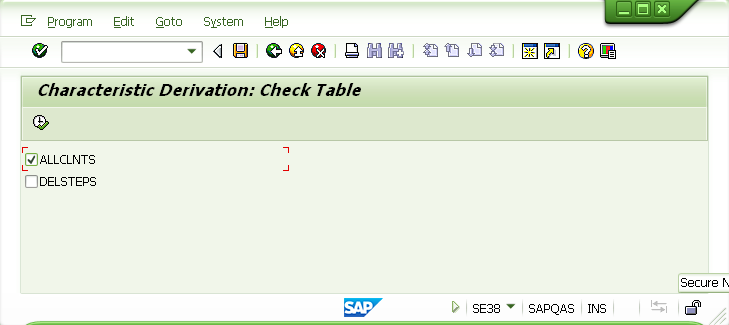 Program Edit Goto System Help
Characteristic Derivation: Check Table
ALLCLNTS
DELSTEPS
Secure N
SAP SE38 SAPQAS INS